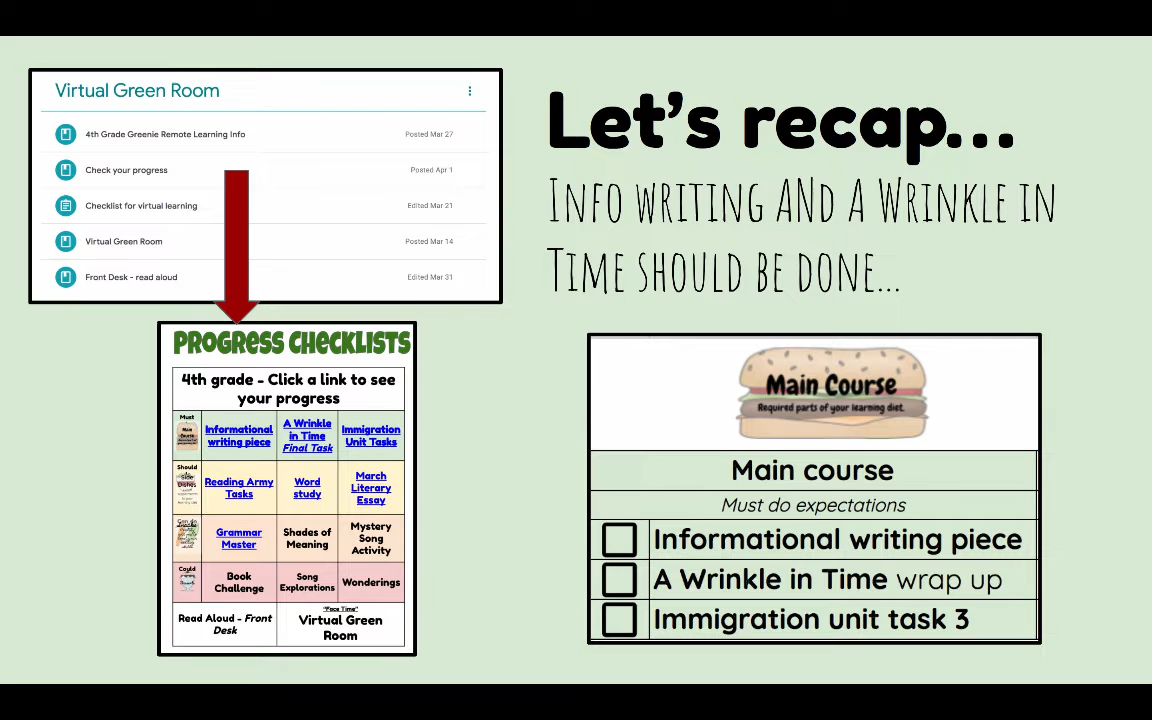 Virtual Green Room
4th Grade Greenie Remote Learning Info Posted Mar 27
Check your progress Posted Apr 1
Checklist for virtual learning Edited Mar 21
Virtual Green Room Posted Mar 14
Front Desk - read aloud Edited Mar 31
Let's recap...
Info writing AND A Wrinkle in
Time should be done...
Progress Checklists
4th grade - Click a link to see
your progress
Must
Informational
writing piece
A Wrinkle
in Time
Final Task
Immigration
Unit Tasks
Should
Side
Dishes
Reading Army
Tasks
Word
study
March
Literary
Essay
Grammar
Master
Shades of
Meaning
Mystery
Song
Activity
Could
Book
Challenge
Song
Explorations
Wonderings
Read Aloud - Front
Desk
"Face Time"
Virtual Green
Room
Main Course
Required parts of your learning diet.
Main course
Must do expectations
Informational writing piece
A Wrinkle in Time wrap up
Immigration unit task 3